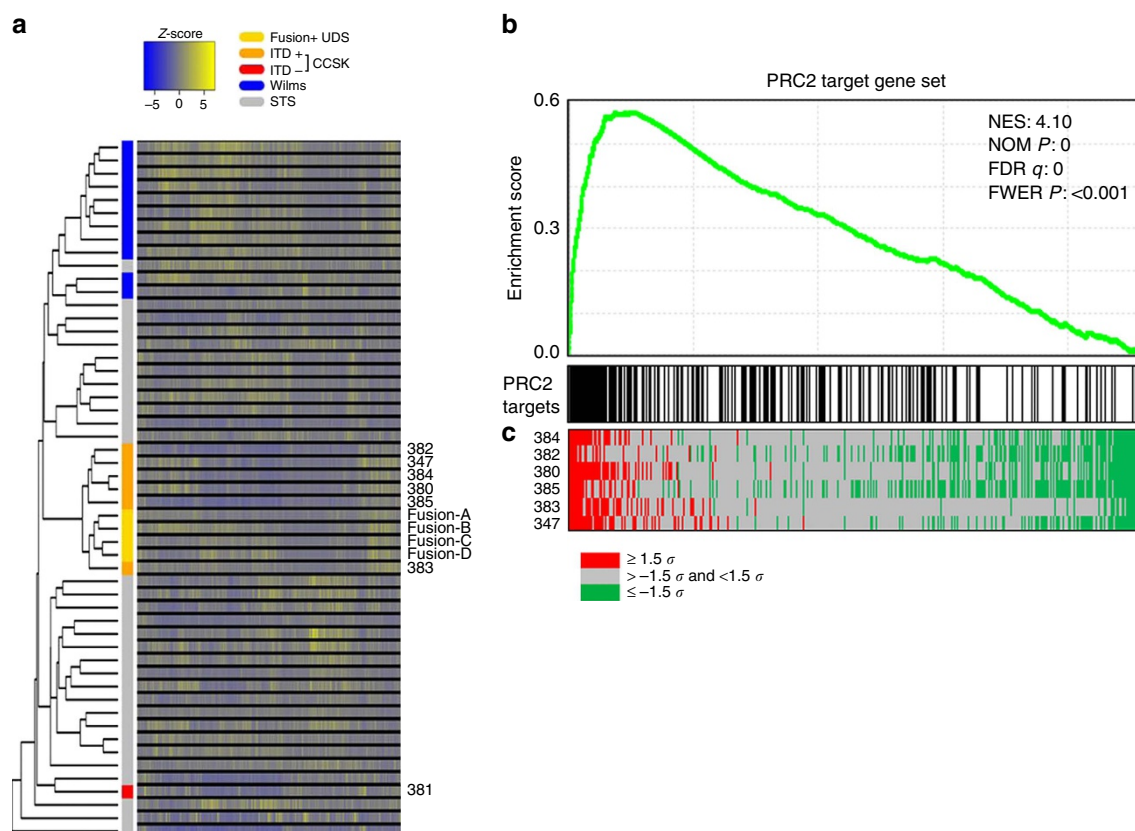 a
Z-score
−5 0 5
Fusion+ UDS
ITD +
ITD −
CCSK
Wilms
STS
382
347
384
380
385
Fusion-A
Fusion-B
Fusion-C
Fusion-D
383
381
b
PRC2 target gene set
NES: 4.10
NOM P: 0
FDR q: 0
FWER P: <0.001
Enrichment score
0.6
0.3
0.0
PRC2
targets
c
384
382
380
385
383
347
≥ 1.5 σ
> −1.5 σ and <1.5 σ
≤ −1.5 σ